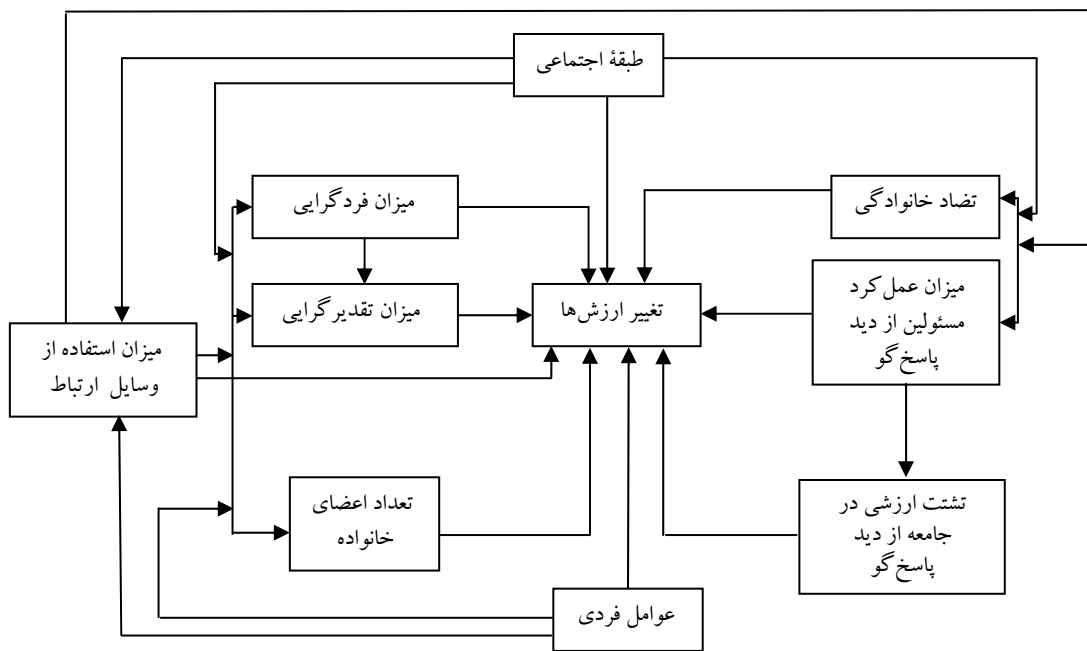 طبقۀ اجتماعی
تضاد خانوادگی
میزان فردگرایی
میزان عمل‌کرد
مسئولین از دید
پاسخ‌گو
تغییر ارزش‌ها
میزان تقدیرگرایی
میزان استفاده از
وسایل ارتباط
تشتت ارزشی در
جامعه از دید
پاسخ‌گو
تعداد اعضای
خانواده
عوامل فردی